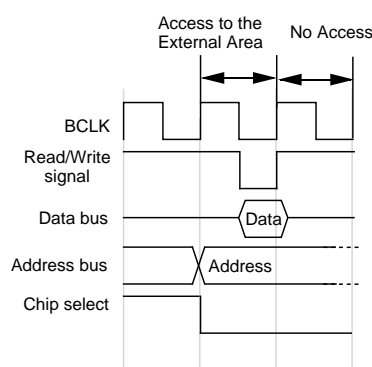 Access to the
External Area
No Access
BCLK
Read/Write
signal
Data bus
Data
Address bus
Address
Chip select